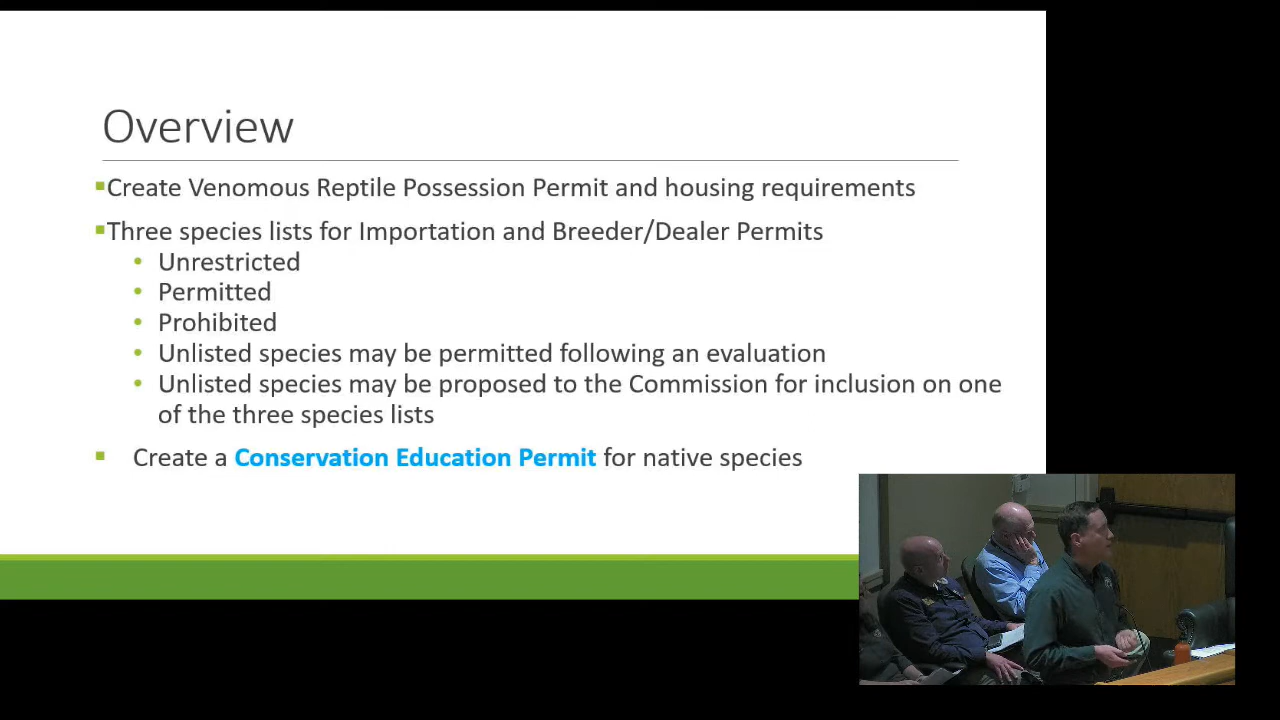 Overview
Create Venomous Reptile Possession Permit and housing requirements
Three species lists for Importation and Breeder/Dealer Permits
Unrestricted
Permitted
Prohibited
Unlisted species may be permitted following an evaluation
Unlisted species may be proposed to the Commission for inclusion on one
of the three species lists
Create a Conservation Education Permit for native species